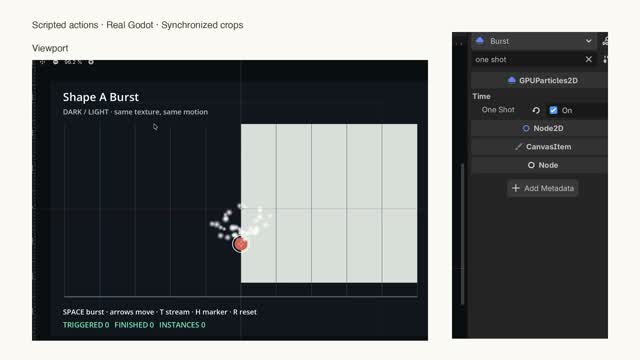 Scripted actions · Real Godot · Synchronized crops
Viewport
96.2 %
Shape A Burst
DARK / LIGHT · same texture, same motion
SPACE burst · arrows move · T stream · H marker · R reset
TRIGGERED 0 FINISHED 0 INSTANCES 0
Burst
one shot
GPUParticles2D
Time
One Shot
On
Node2D
CanvasItem
Node
Add Metadata